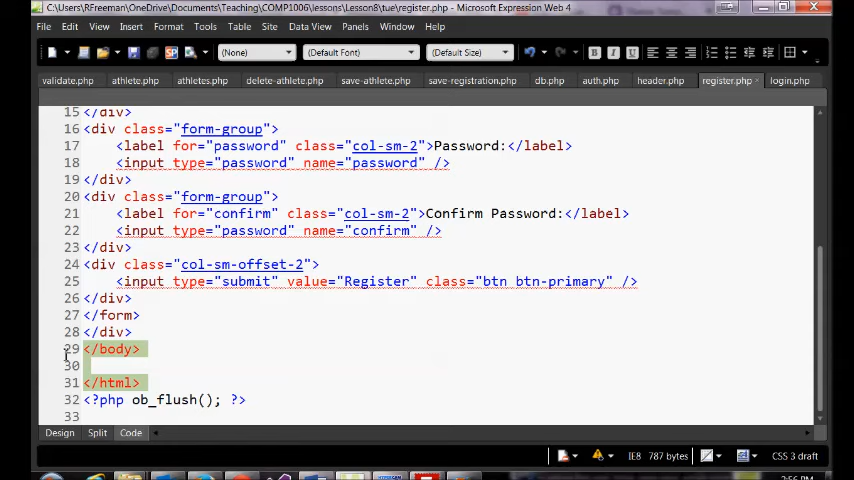 C:\Users\RFreeman\OneDrive\Documents\Teaching\COMP1006\lessons\Lesson8\tue\register.php - Microsoft Expression Web 4
File Edit View Insert Format Tools Table Site Data View Panels Window Help
(None) (Default Font) (Default Size) B I U
validate.php athlete.php athletes.php delete-athlete.php save-athlete.php save-registration.php db.php auth.php header.php register.php × login.php
15 </div>
16 <div class="form-group">
17 <label for="password" class="col-sm-2">Password:</label>
18 <input type="password" name="password" />
19 </div>
20 <div class="form-group">
21 <label for="confirm" class="col-sm-2">Confirm Password:</label>
22 <input type="password" name="confirm" />
23 </div>
24 <div class="col-sm-offset-2">
25 <input type="submit" value="Register" class="btn btn-primary" />
26 </div>
27 </form>
28 </div>
29 </body>
30
31 </html>
32 <?php ob_flush(); ?>
33
Design Split Code
IE8 787 bytes CSS 3 draft
2:56 PM